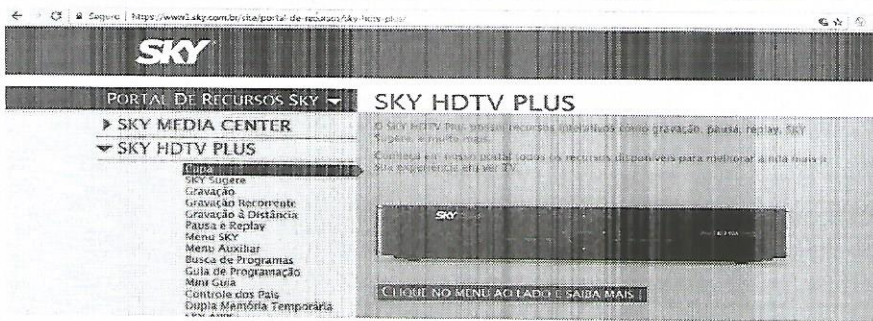 Seguro | https://www1.sky.com.br/site/portal-de-recursos/sky-hdtv-plus/
SKY
PORTAL DE RECURSOS SKY
SKY MEDIA CENTER
SKY HDTV PLUS
Capa
SKY Sugere
Gravação
Gravação Recorrente
Gravação à Distância
Pausa e Replay
Menu SKY
Menu Auxiliar
Busca de Programas
Guia de Programação
Mini Guia
Controle dos Pais
Dupla Memória Temporária
SKY HDTV PLUS
O SKY HDTV Plus possui recursos interativos como gravação, pausa, replay, SKY
Sugere, e muito mais.
Conheça em nosso portal todos os recursos disponíveis para melhorar ainda mais a
sua experiência em ver TV.
SKY
CLIQUE NO MENU AO LADO E SAIBA MAIS